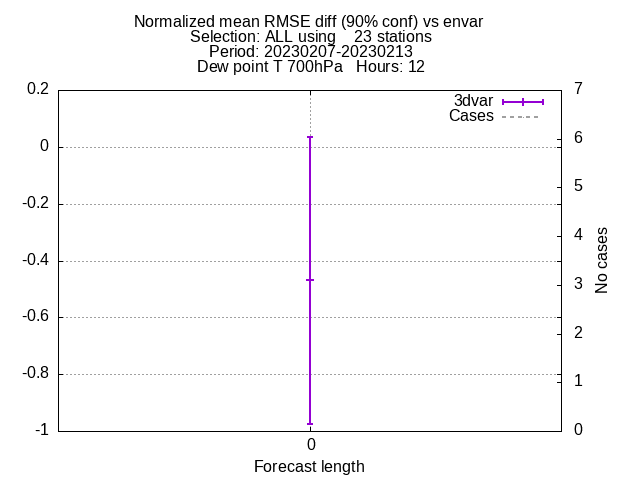 Normalized mean RMSE diff (90% conf) vs envar
Selection: ALL using    23 stations
Period: 20230207-20230213
Dew point T 700hPa   Hours: 12
3dvar
Cases
0.2
0
-0.2
-0.4
-0.6
-0.8
-1
7
6
5
4
3
2
1
0
No cases
0
Forecast length